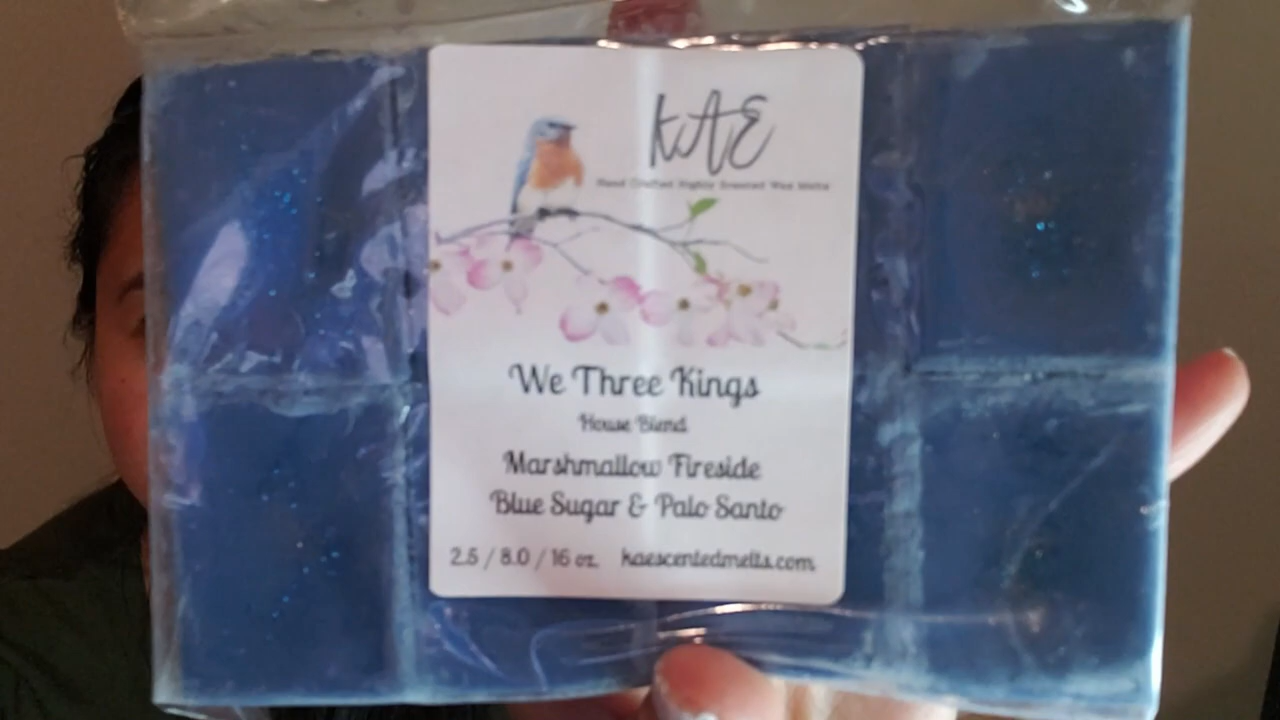 KAE
Hand Crafted Highly Scented Wax Melts
We Three Kings
House Blend
Marshmallow Fireside
Blue Sugar & Palo Santo
2.5 / 8.0 / 16 oz. kaescentedmelts.com